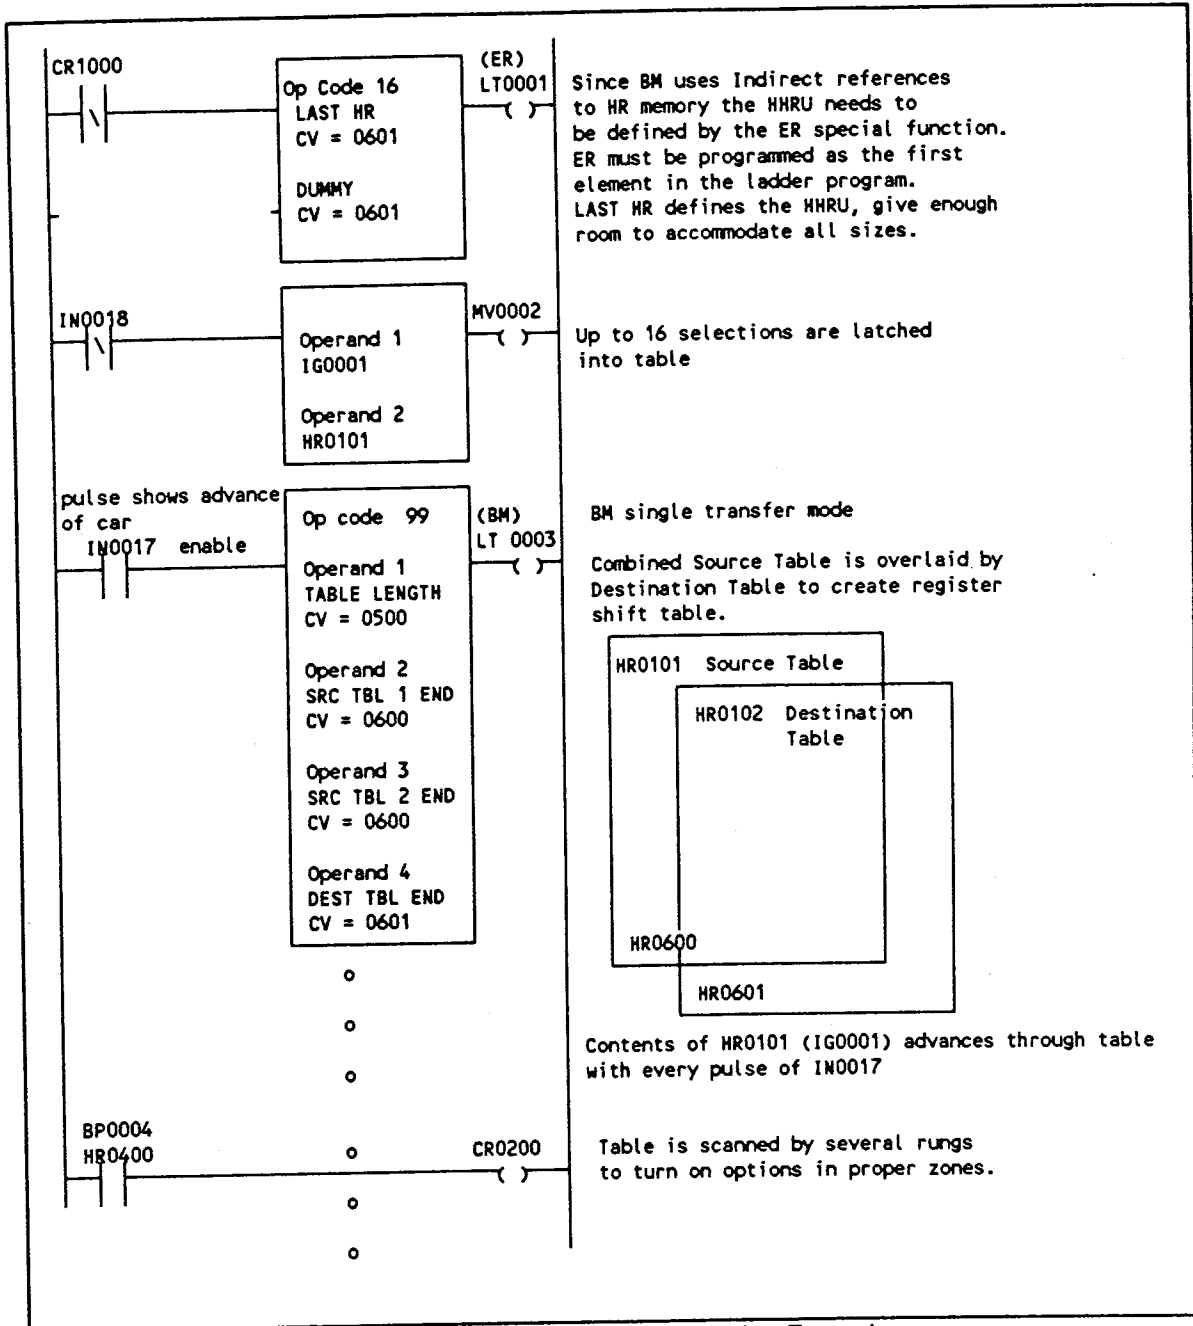 CR1000
Op Code 16
LAST HR
CV = 0601
DUMMY
CV = 0601
(ER)
LT0001
Since BM uses Indirect references
to HR memory the HHRU needs to
be defined by the ER special function.
ER must be programmed as the first
element in the ladder program.
LAST HR defines the HHRU, give enough
room to accommodate all sizes.
IN0018
Operand 1
IG0001
Operand 2
HR0101
MV0002
Up to 16 selections are latched
into table
pulse shows advance
of car
IN0017 enable
Op code 99
Operand 1
TABLE LENGTH
CV = 0500
Operand 2
SRC TBL 1 END
CV = 0600
Operand 3
SRC TBL 2 END
CV = 0600
Operand 4
DEST TBL END
CV = 0601
(BM)
LT 0003
BM single transfer mode
Combined Source Table is overlaid by
Destination Table to create register
shift table.
HR0101 Source Table
HR0102 Destination
Table
HR0600
HR0601
Contents of HR0101 (IG0001) advances through table
with every pulse of IN0017
BP0004
HR0400
CR0200
Table is scanned by several rungs
to turn on options in proper zones.